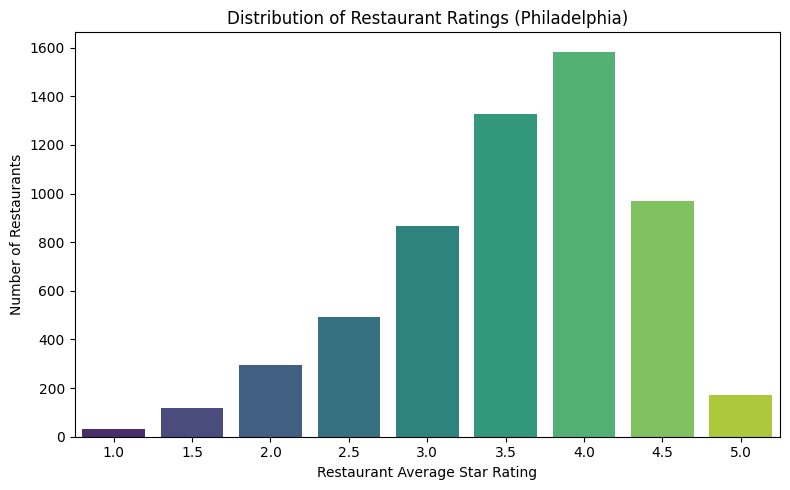 Distribution of Restaurant Ratings (Philadelphia)
1600
1400
1200
1000
800
600
400
200
0
Number of Restaurants
1.0 1.5 2.0 2.5 3.0 3.5 4.0 4.5 5.0
Restaurant Average Star Rating